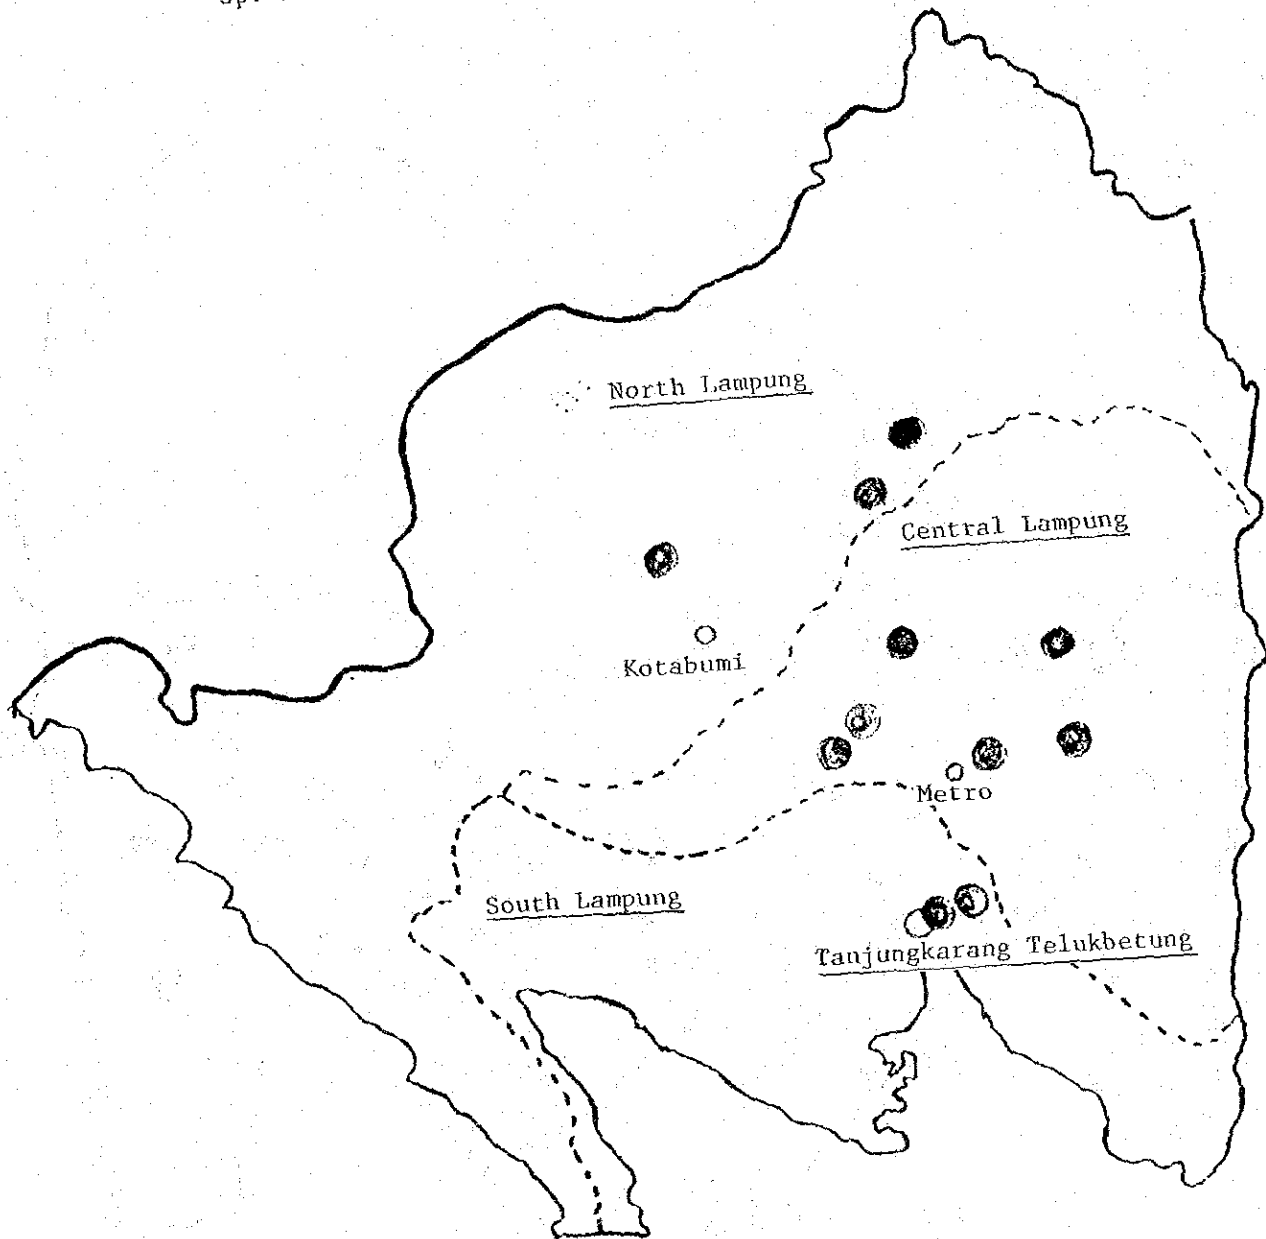 North Lampung
Central Lampung
Kotabumi
Metro
South Lampung
Tanjungkarang Telukbetung